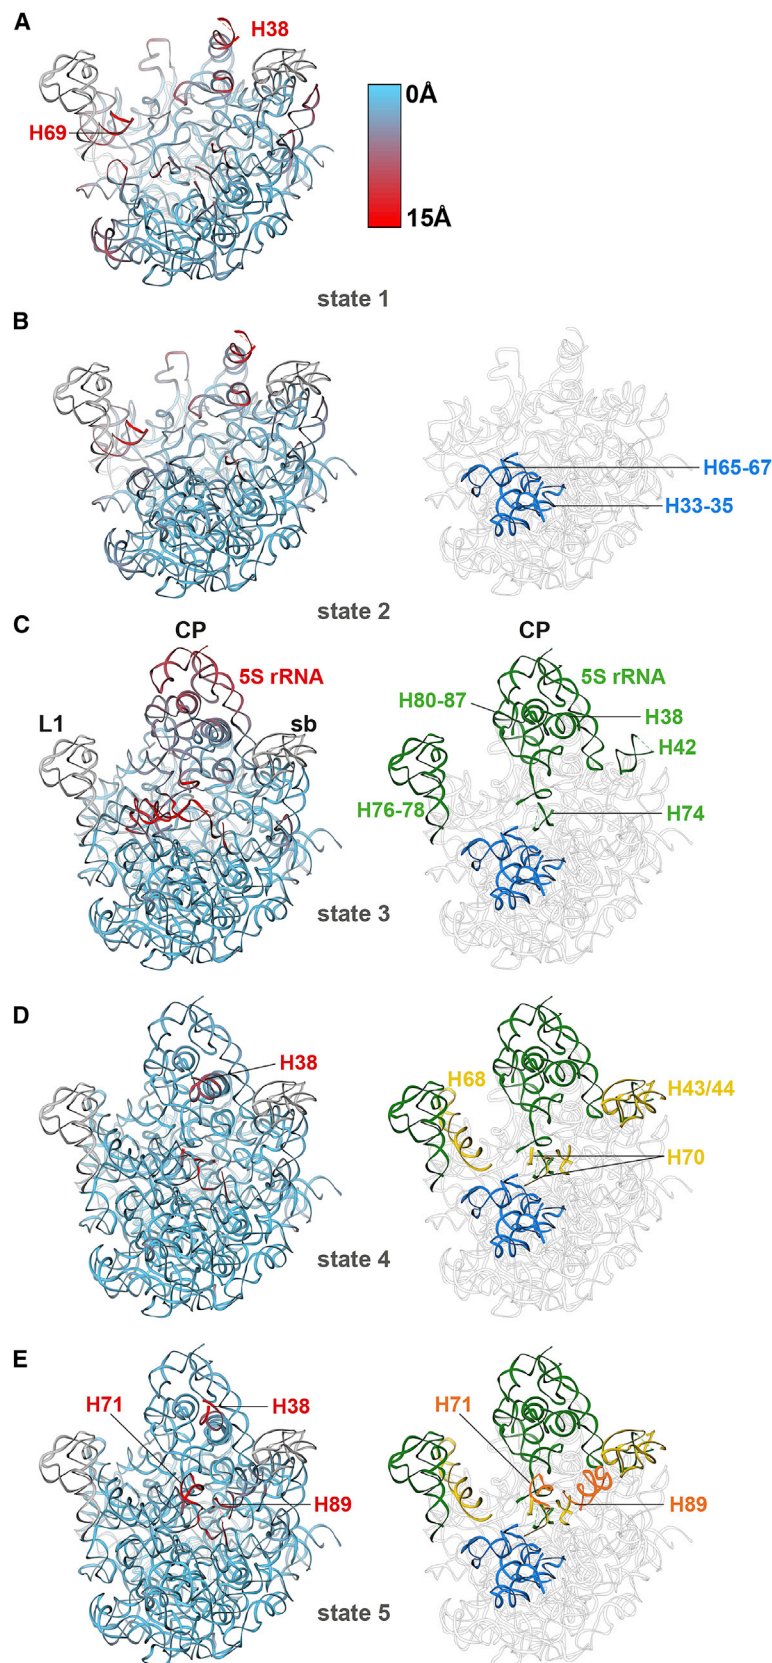 A
H38
0Å
H69
15Å
state 1
B
H65-67
H33-35
state 2
C
CP
CP
5S rRNA
5S rRNA
H80-87
H38
L1
sb
H42
H76-78
H74
state 3
D
H38
H68
H43/44
H70
state 4
E
H71
H38
H71
H89
H89
state 5